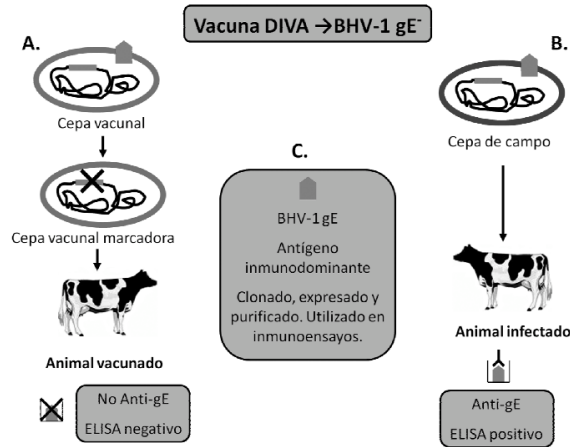 Vacuna DIVA →BHV-1 gE-
A.
Cepa vacunal
Cepa vacunal marcadora
Animal vacunado
No Anti-gE
ELISA negativo
C.
BHV-1 gE
Antígeno
inmunodominante
Clonado, expresado y
purificado. Utilizado en
inmunoensayos.
B.
Cepa de campo
Animal infectado
Anti-gE
ELISA positivo